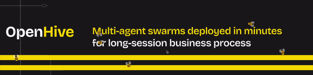 OpenHive
Multi-agent swarms deployed in minutes
for long-session business process